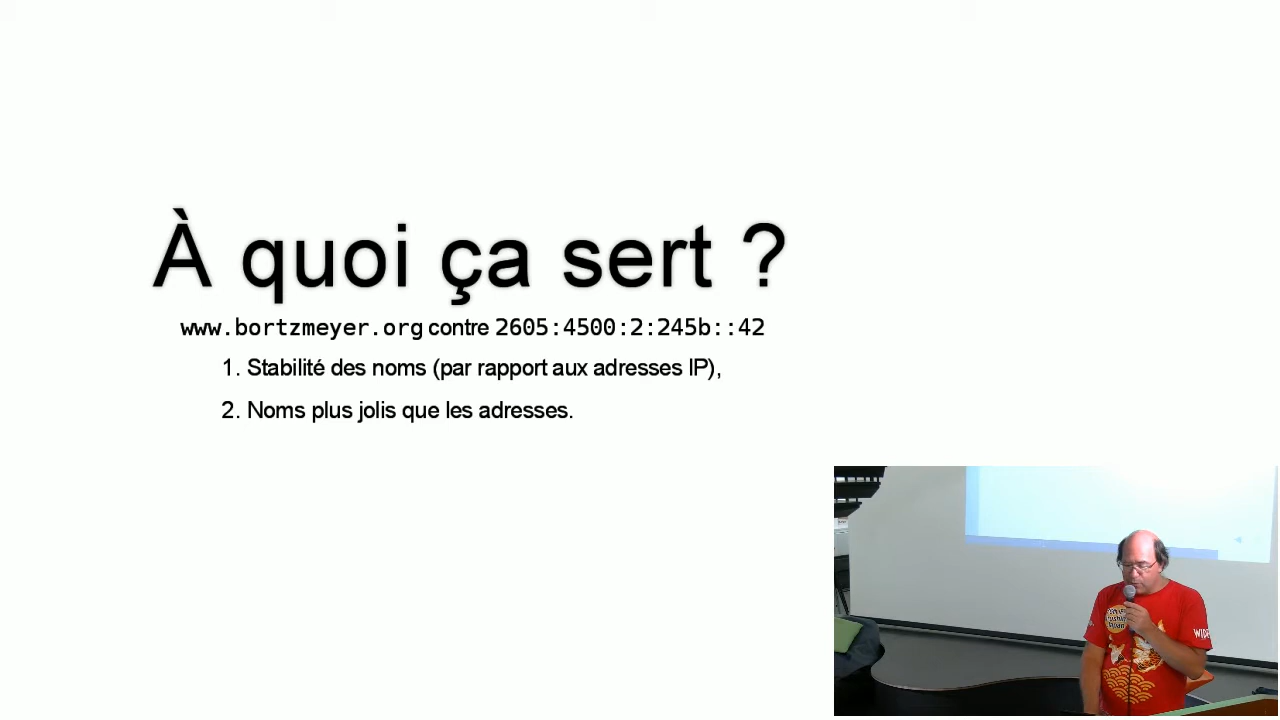 À quoi ça sert ?
www.bortzmeyer.org contre 2605:4500:2:245b::42
1. Stabilité des noms (par rapport aux adresses IP),
2. Noms plus jolis que les adresses.
WIDE